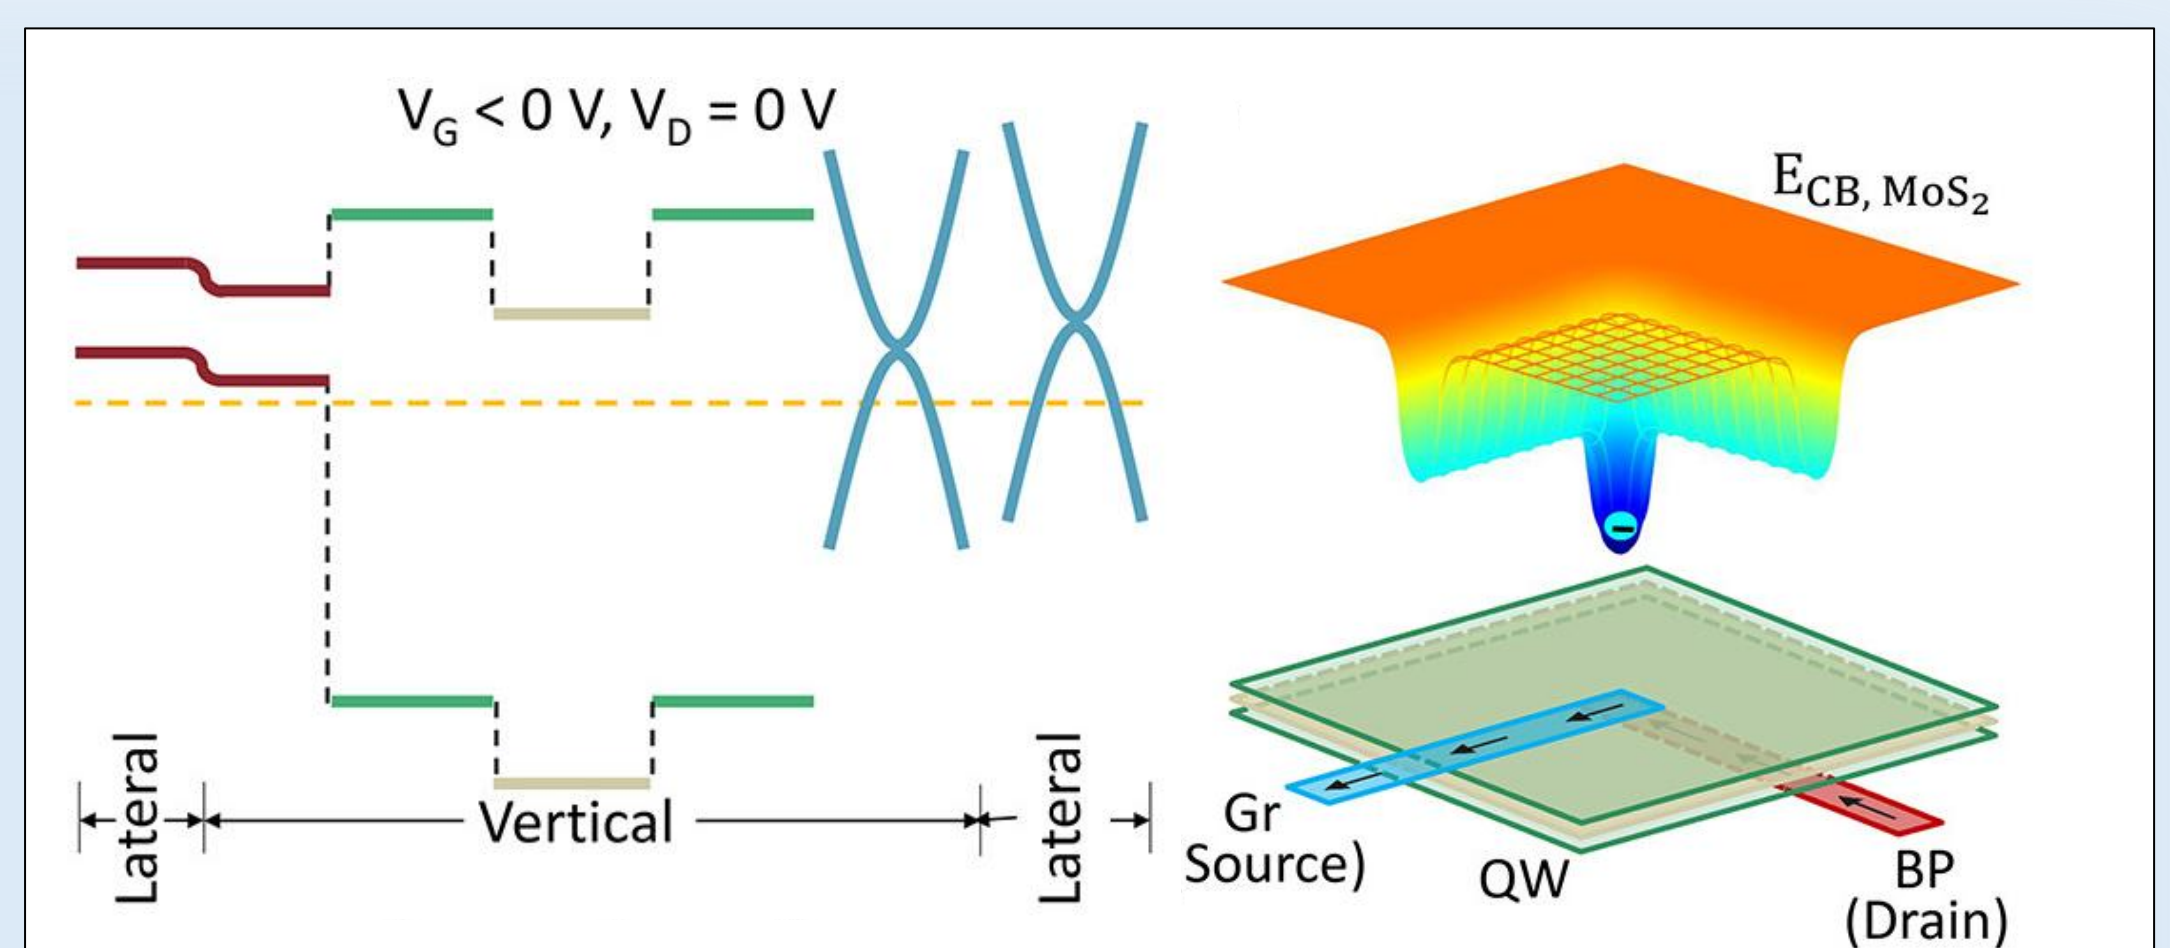 V_G < 0 V, V_D = 0 V
E_CB, MoS₂
Lateral
Vertical
Lateral
Gr
Source)
QW
BP
(Drain)